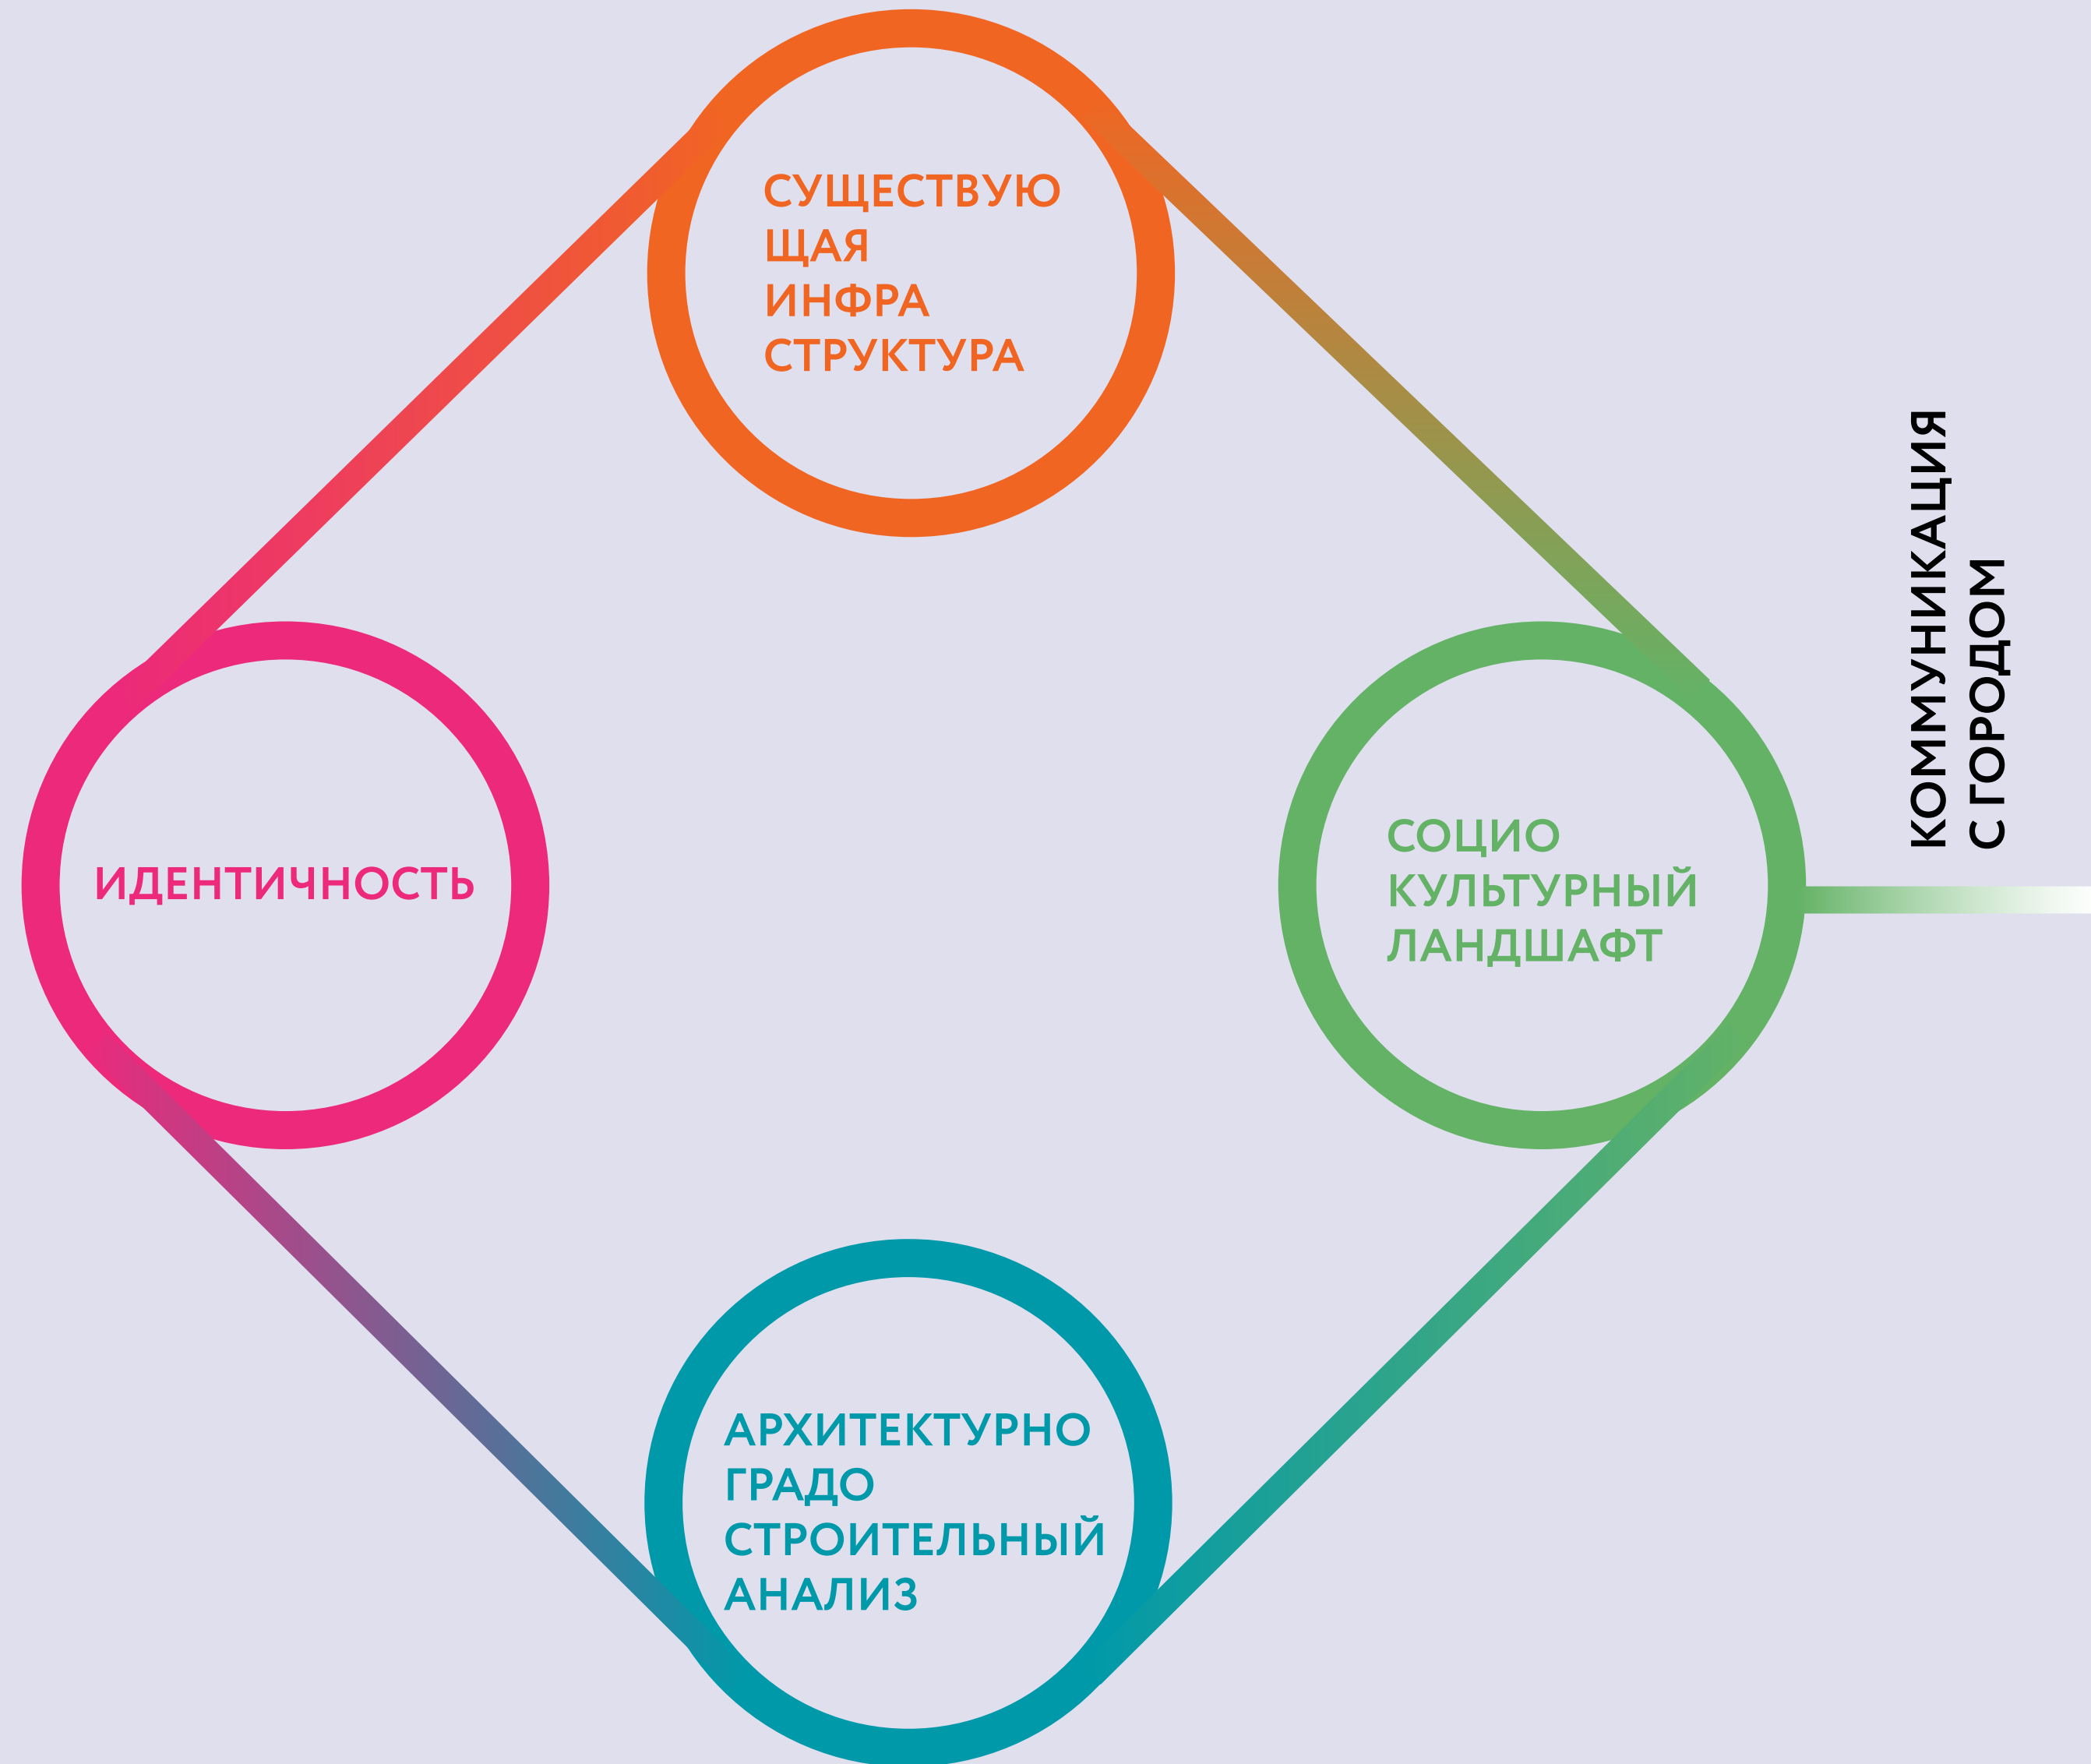 СУЩЕСТВУЮ
ЩАЯ
ИНФРА
СТРУКТУРА
ИДЕНТИЧНОСТЬ
СОЦИО
КУЛЬТУРНЫЙ
ЛАНДШАФТ
КОММУНИКАЦИЯ
С ГОРОДОМ
АРХИТЕКТУРНО
ГРАДО
СТРОИТЕЛЬНЫЙ
АНАЛИЗ